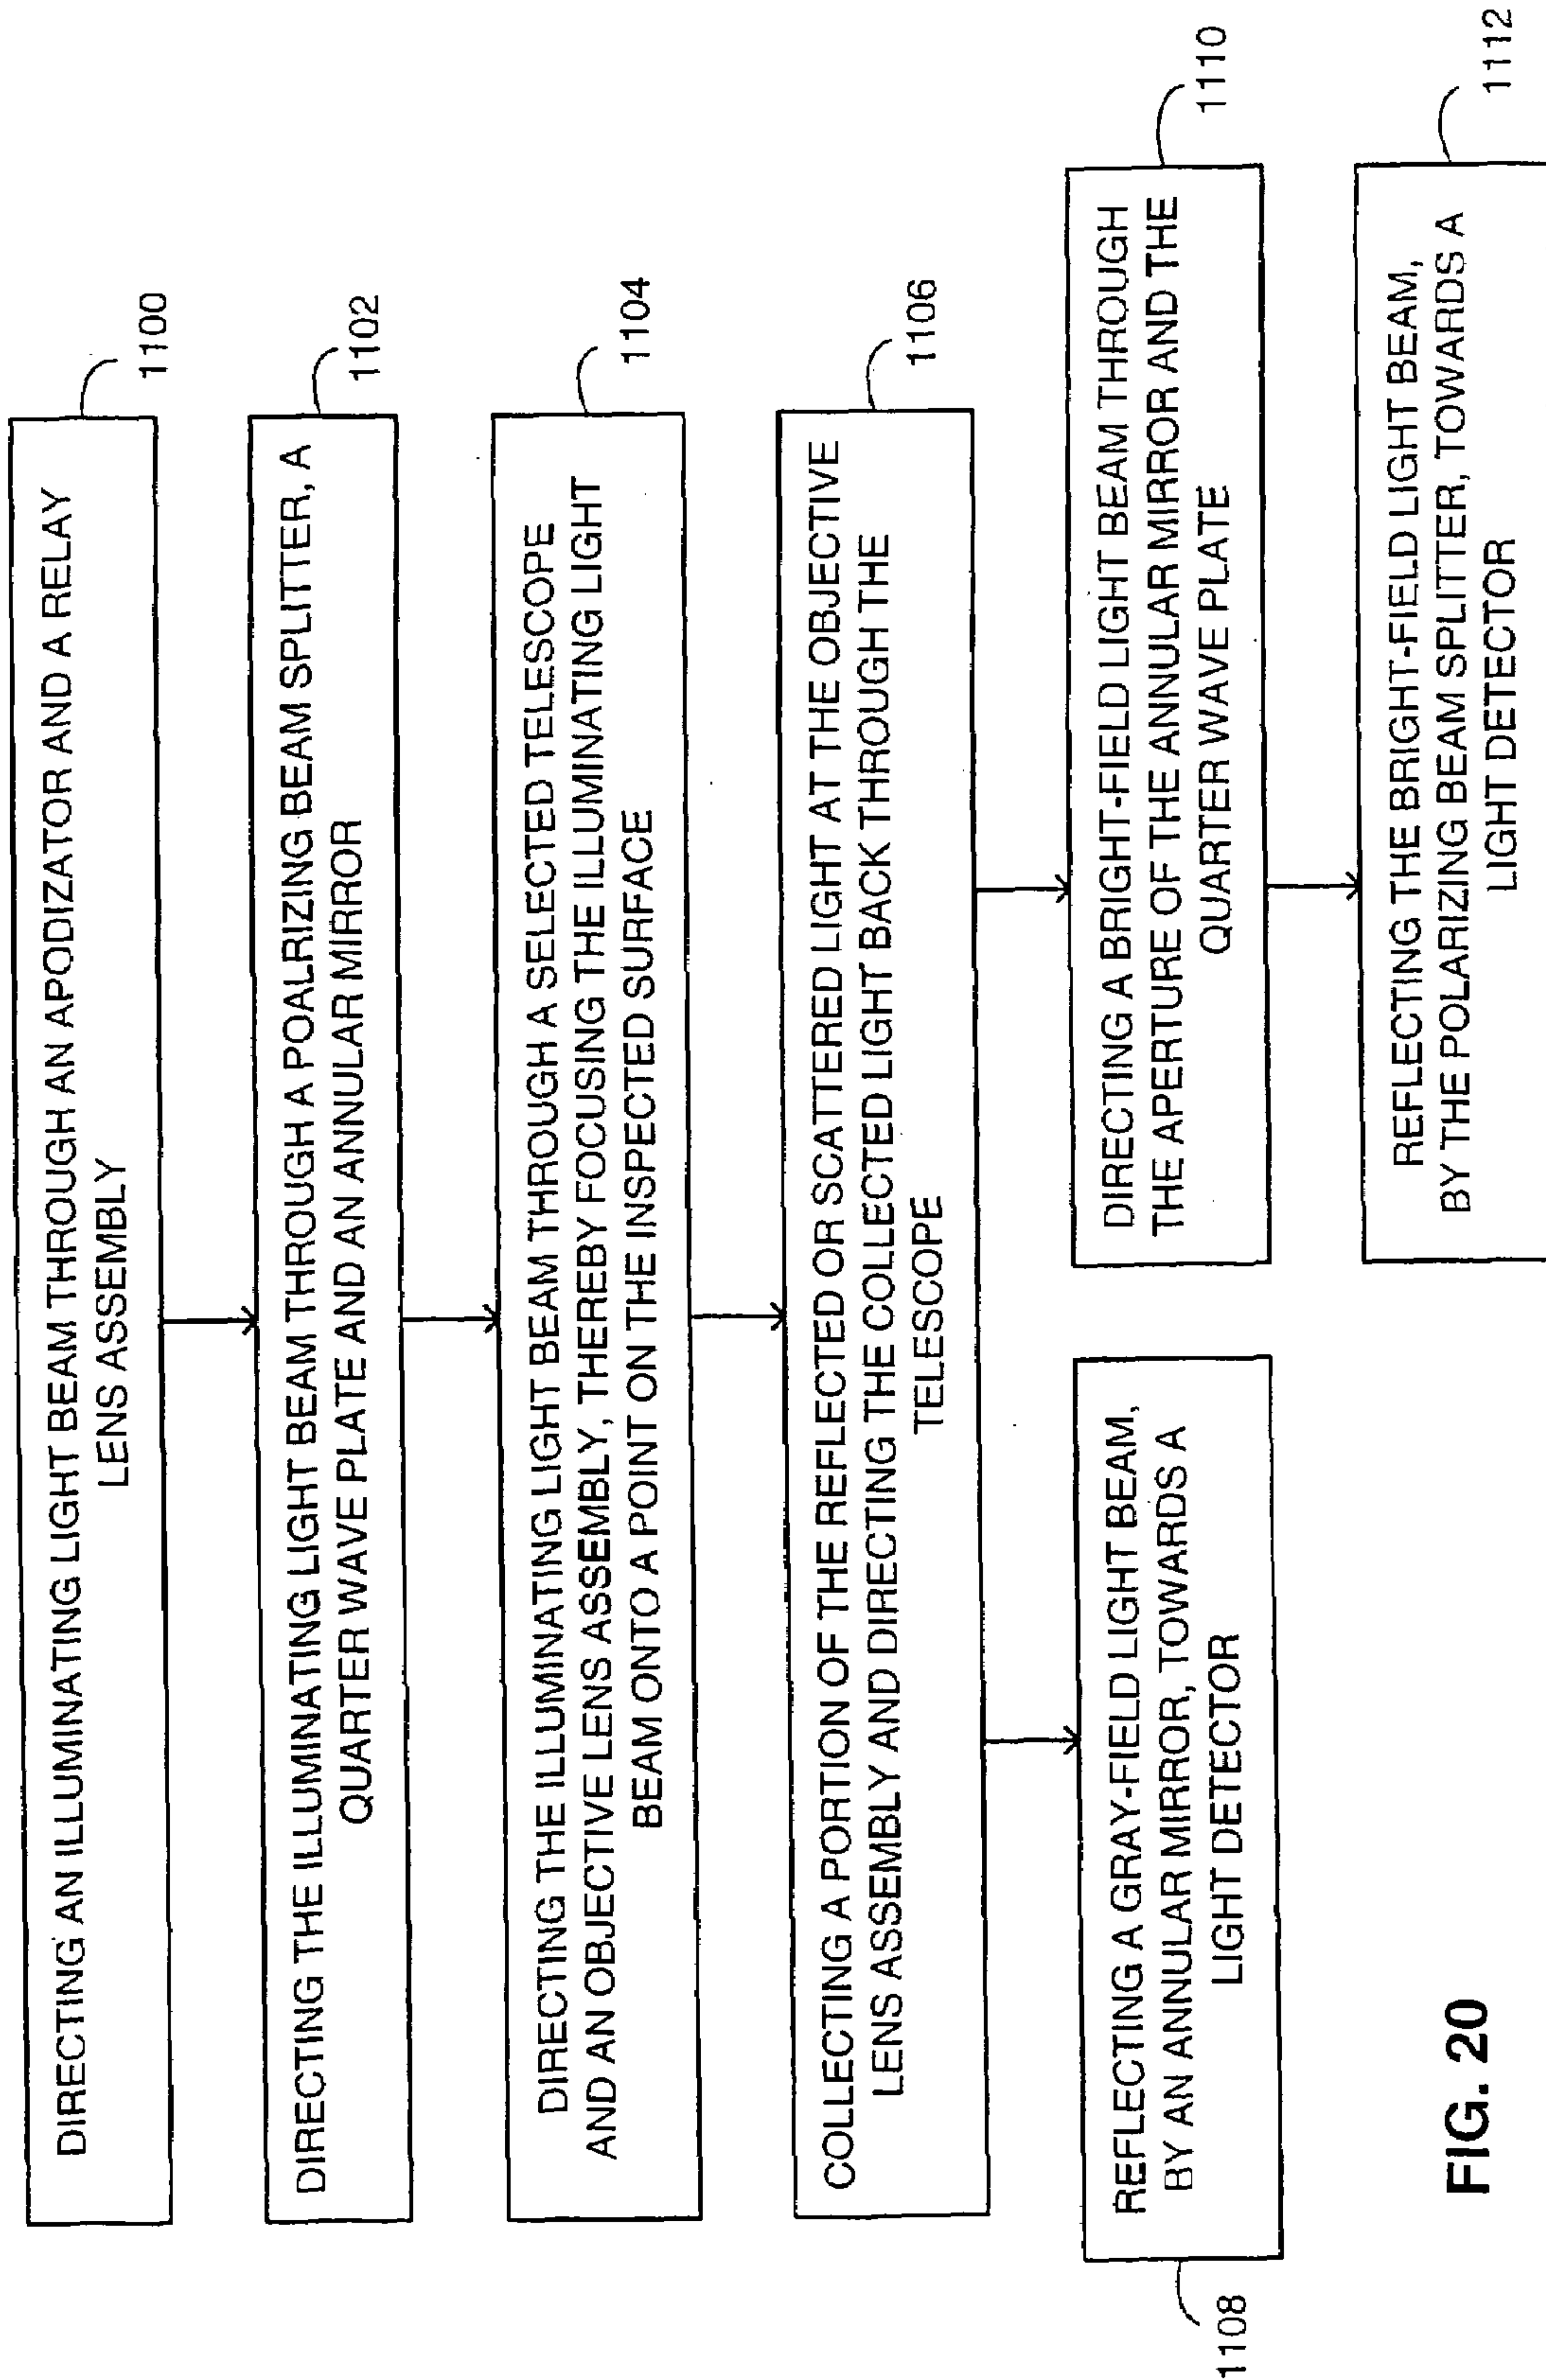 DIRECTING AN ILLUMINATING LIGHT BEAM THROUGH AN APODIZATOR AND A RELAY
LENS ASSEMBLY
1100
DIRECTING THE ILLUMINATING LIGHT BEAM THROUGH A POALRIZING BEAM SPLITTER, A
QUARTER WAVE PLATE AND AN ANNULAR MIRROR
1102
DIRECTING THE ILLUMINATING LIGHT BEAM THROUGH A SELECTED TELESCOPE
AND AN OBJECTIVE LENS ASSEMBLY, THEREBY FOCUSING THE ILLUMINATING LIGHT
BEAM ONTO A POINT ON THE INSPECTED SURFACE
1104
COLLECTING A PORTION OF THE REFLECTED OR SCATTERED LIGHT AT THE OBJECTIVE
LENS ASSEMBLY AND DIRECTING THE COLLECTED LIGHT BACK THROUGH THE
TELESCOPE
1106
REFLECTING A GRAY-FIELD LIGHT BEAM,
BY AN ANNULAR MIRROR, TOWARDS A
LIGHT DETECTOR
1108
DIRECTING A BRIGHT-FIELD LIGHT BEAM THROUGH
THE APERTURE OF THE ANNULAR MIRROR AND THE
QUARTER WAVE PLATE
1110
REFLECTING THE BRIGHT-FIELD LIGHT BEAM,
BY THE POLARIZING BEAM SPLITTER, TOWARDS A
LIGHT DETECTOR
1112
FIG. 20